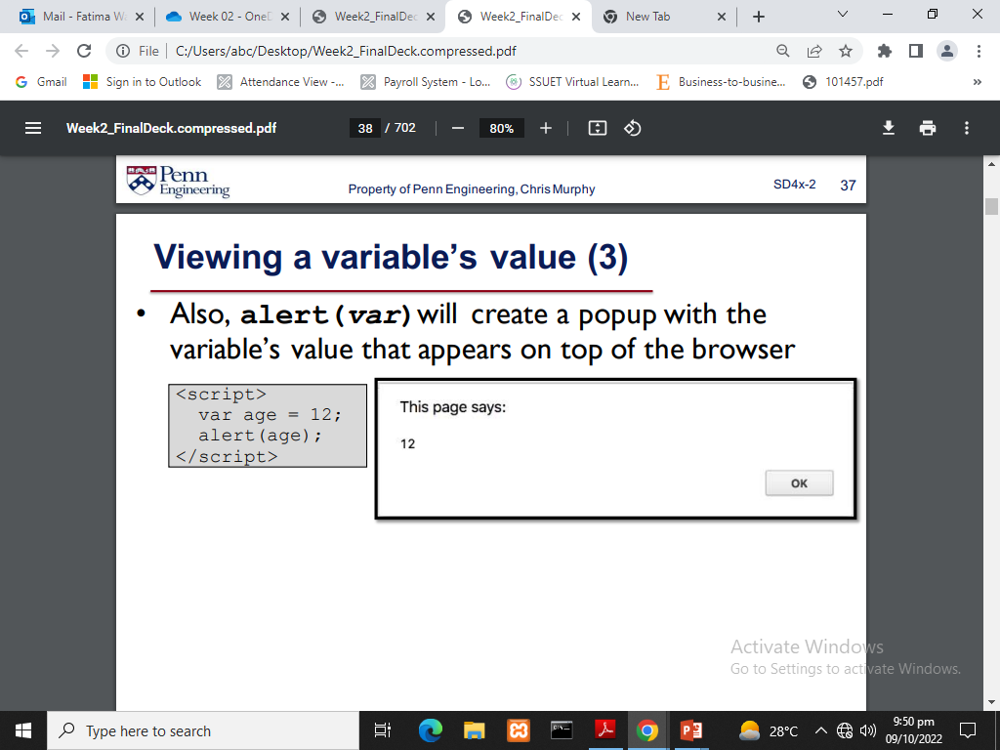 Mail - Fatima W
Week 02 - One
Week2_FinalDec
Week2_FinalDec
New Tab
File
C:/Users/abc/Desktop/Week2_FinalDeck.compressed.pdf
Gmail
Sign in to Outlook
Attendance View -...
Payroll System - Lo...
SSUET Virtual Learn...
Business-to-busine...
101457.pdf
»
Week2_FinalDeck.compressed.pdf
38 / 702
80%
Penn
Engineering
Property of Penn Engineering, Chris Murphy
SD4x-2
37
Viewing a variable’s value (3)
• Also, alert(var) will create a popup with the
variable’s value that appears on top of the browser
<script>
var age = 12;
alert(age);
</script>
This page says:
12
OK
Activate Windows
Go to Settings to activate Windows.
Type here to search
28°C
9:50 pm
09/10/2022